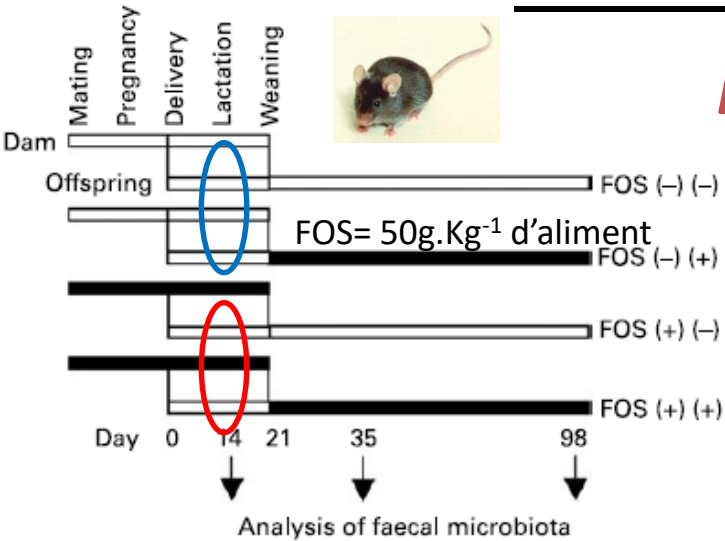 Mating
Pregnancy
Delivery
Lactation
Weaning
Dam
Offspring
FOS (–) (–)
FOS= 50g.Kg⁻¹ d’aliment
FOS (–) (+)
FOS (+) (–)
FOS (+) (+)
Day 0 14 21 35 98
Analysis of faecal microbiota